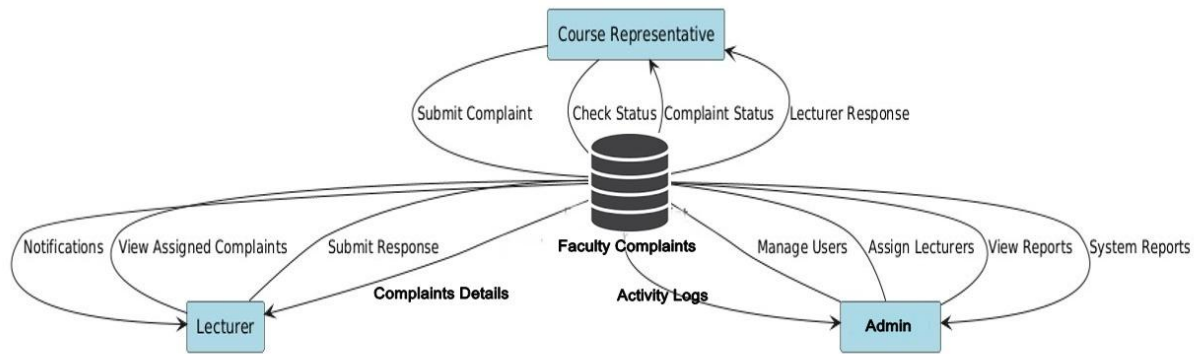 Course Representative
Submit Complaint
Check Status
Complaint Status
Lecturer Response
Notifications
View Assigned Complaints
Submit Response
Faculty Complaints
Manage Users
Assign Lecturers
View Reports
System Reports
Complaints Details
Activity Logs
Lecturer
Admin